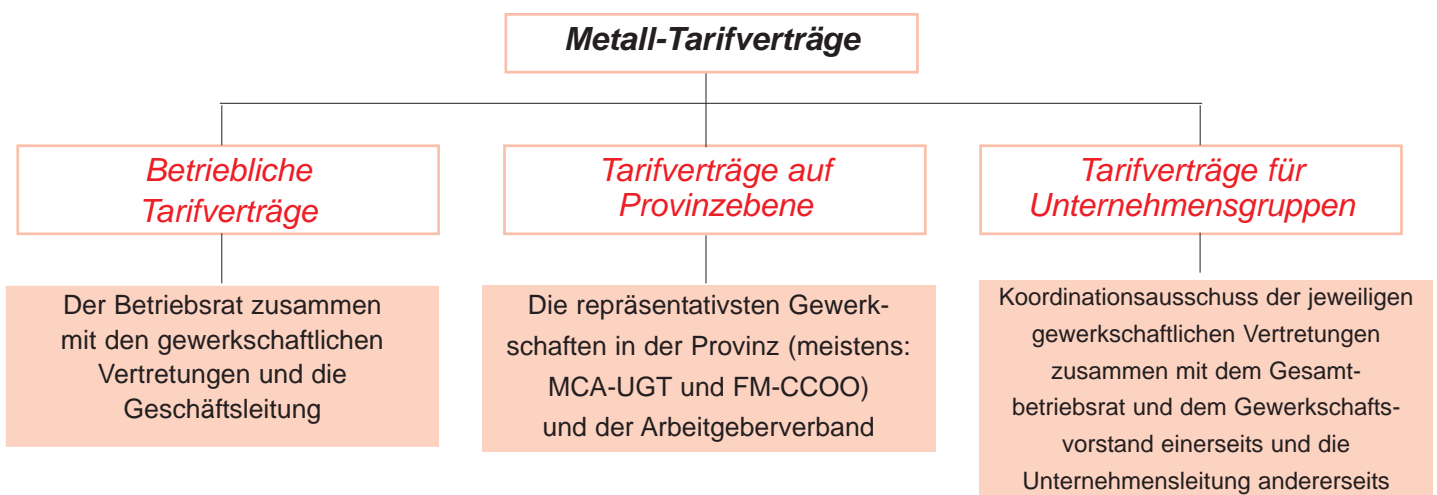 Metall-Tarifverträge
Betriebliche
Tarifverträge
Tarifverträge auf
Provinzebene
Tarifverträge für
Unternehmensgruppen
Der Betriebsrat zusammen
mit den gewerkschaftlichen
Vertretungen und die
Geschäftsleitung
Die repräsentativsten Gewerk-
schaften in der Provinz (meistens:
MCA-UGT und FM-CCOO)
und der Arbeitgeberverband
Koordinationsausschuss der jeweiligen
gewerkschaftlichen Vertretungen
zusammen mit dem Gesamt-
betriebsrat und dem Gewerkschafts-
vorstand einerseits und die
Unternehmensleitung andererseits